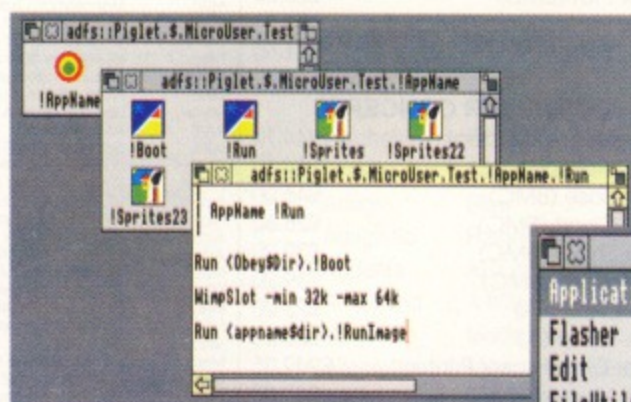 adfs::Piglet.$.MicroUser.Test
!AppName
adfs::Piglet.$.MicroUser.Test.!AppName
!Boot !Run !Sprites !Sprites22
!Sprites23
adfs::Piglet.$.MicroUser.Test.!AppName.!Run
| AppName !Run
|
Run <Obey$Dir>.!Boot
WimpSlot -min 32k -max 64k
Run <appname$dir>.!RunImage
Applicat
Flasher
Edit